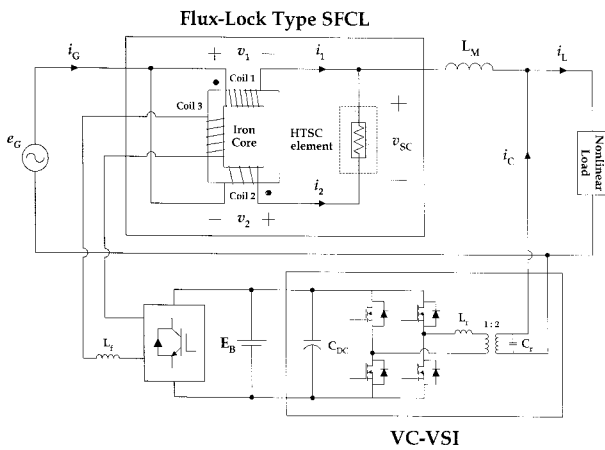 Flux-Lock Type SFCL
i_G
+ v_1 −
i_1
L_M
i_L
Coil 1
Coil 3
Iron
Core
HTSC
element
+
v_SC
−
e_G
i_C
Nonlinear
Load
Coil 2
i_2
− v_2 +
L_f
E_B
C_DC
L_r
1 : 2
C_r
VC-VSI